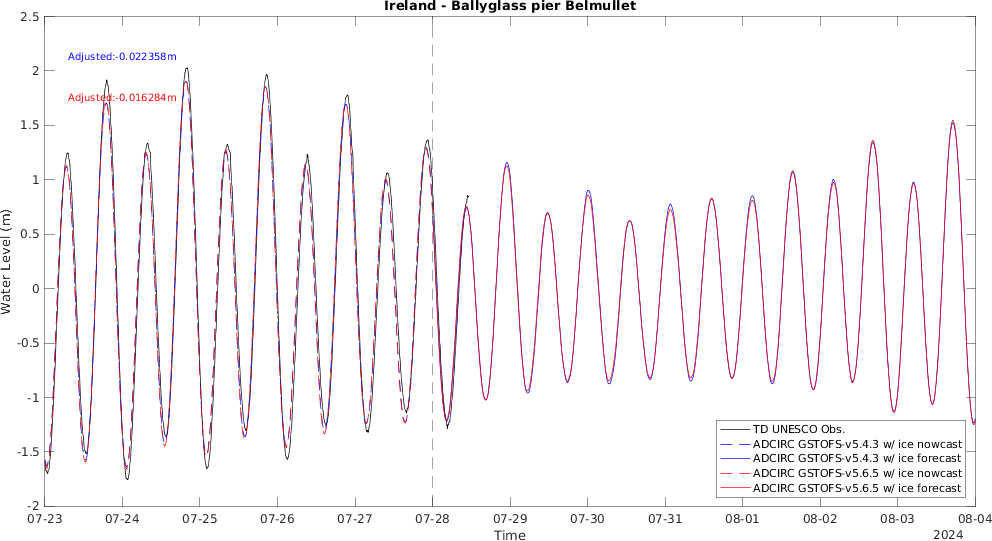 Ireland - Ballyglass pier Belmullet
2.5
2
1.5
1
0.5
0
-0.5
-1
-1.5
-2
Water Level (m)
Adjusted:-0.022358m
Adjusted:-0.016284m
TD UNESCO Obs.
ADCIRC GSTOFS-v5.4.3 w/ ice nowcast
ADCIRC GSTOFS-v5.4.3 w/ ice forecast
ADCIRC GSTOFS-v5.6.5 w/ ice nowcast
ADCIRC GSTOFS-v5.6.5 w/ ice forecast
07-23 07-24 07-25 07-26 07-27 07-28 07-29 07-30 07-31 08-01 08-02 08-03 08-04
Time
2024